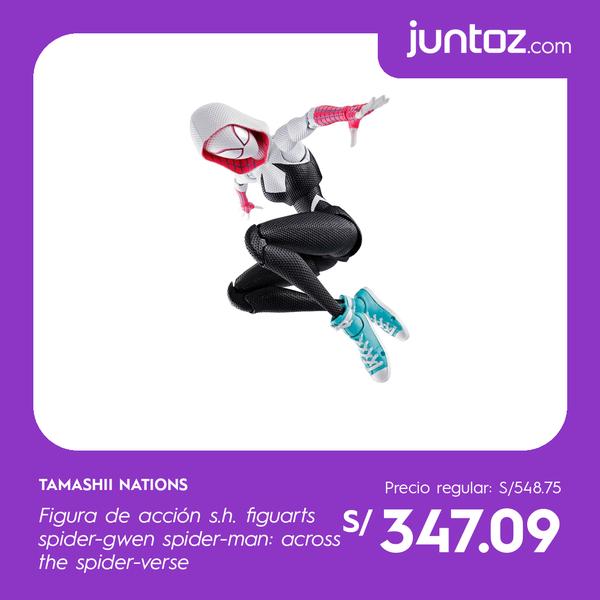 juntoz.com
TAMASHII NATIONS
Figura de acción s.h. figuarts
spider-gwen spider-man: across
the spider-verse
Precio regular: S/548.75
S/ 347.09